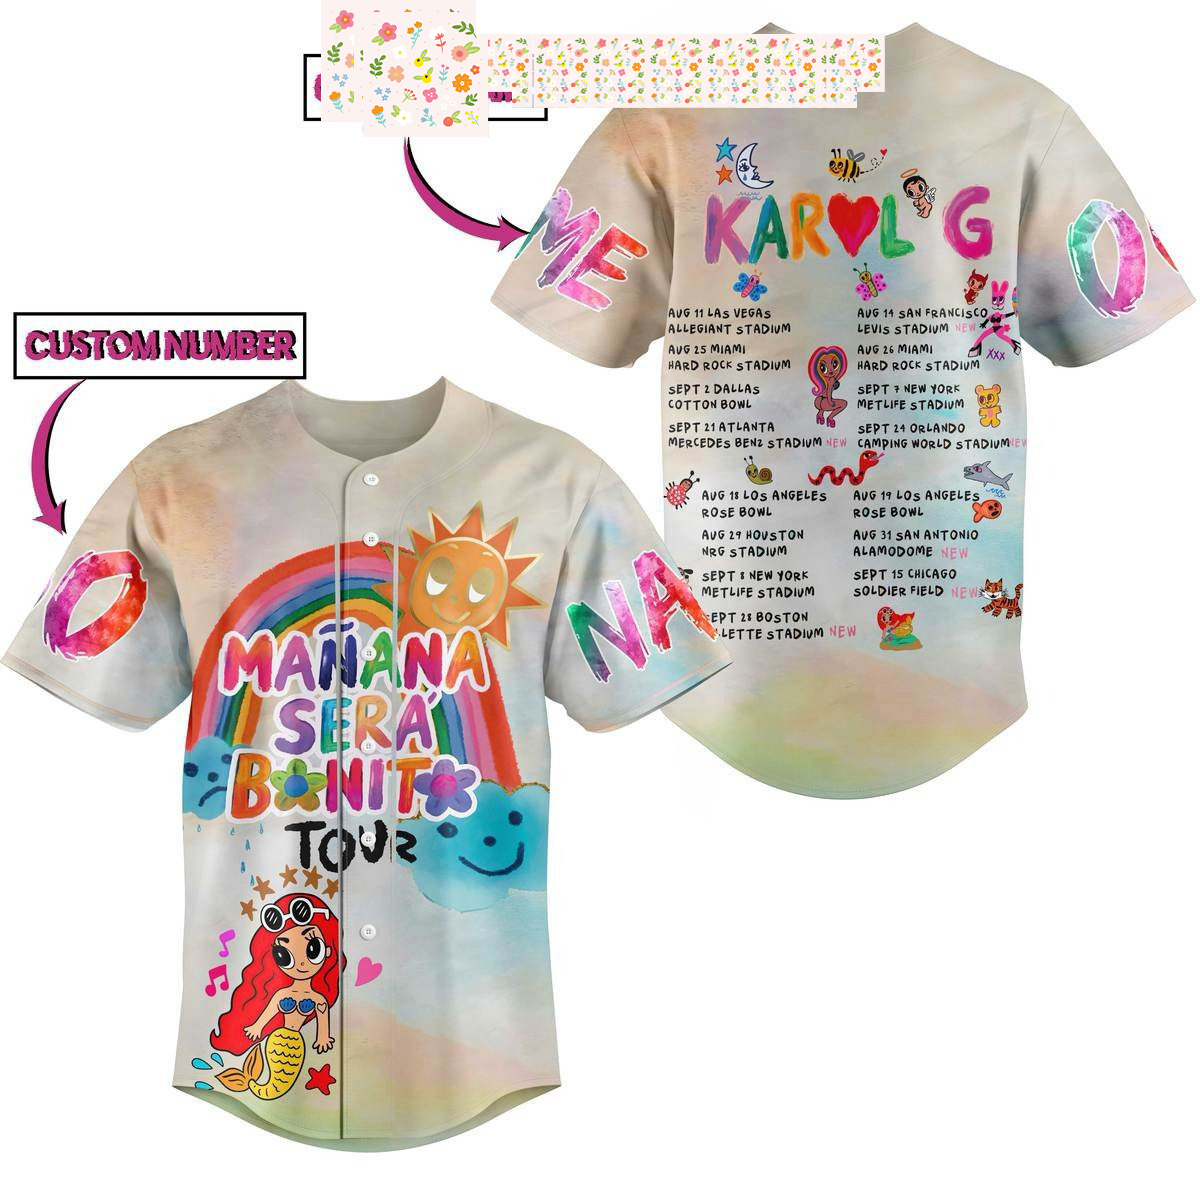 CUSTOM NUMBER
KAROL G
ME
O
AUG 11 LAS VEGAS
ALLEGIANT STADIUM
AUG 25 MIAMI
HARD ROCK STADIUM
SEPT 2 DALLAS
COTTON BOWL
SEPT 21 ATLANTA
MERCEDES BENZ STADIUM NEW
AUG 14 SAN FRANCISCO
LEVIS STADIUM NEW
AUG 26 MIAMI
HARD ROCK STADIUM
SEPT 7 NEW YORK
METLIFE STADIUM
SEPT 24 ORLANDO
CAMPING WORLD STADIUM NEW
XXX
AUG 18 LOS ANGELES
ROSE BOWL
AUG 29 HOUSTON
NRG STADIUM
SEPT 8 NEW YORK
METLIFE STADIUM
SEPT 28 BOSTON
LETTE STADIUM NEW
AUG 19 LOS ANGELES
ROSE BOWL
AUG 31 SAN ANTONIO
ALAMODOME NEW
SEPT 15 CHICAGO
SOLDIER FIELD NEW
O
NA
MAÑANA
SERÁ
BONITO
TOUR